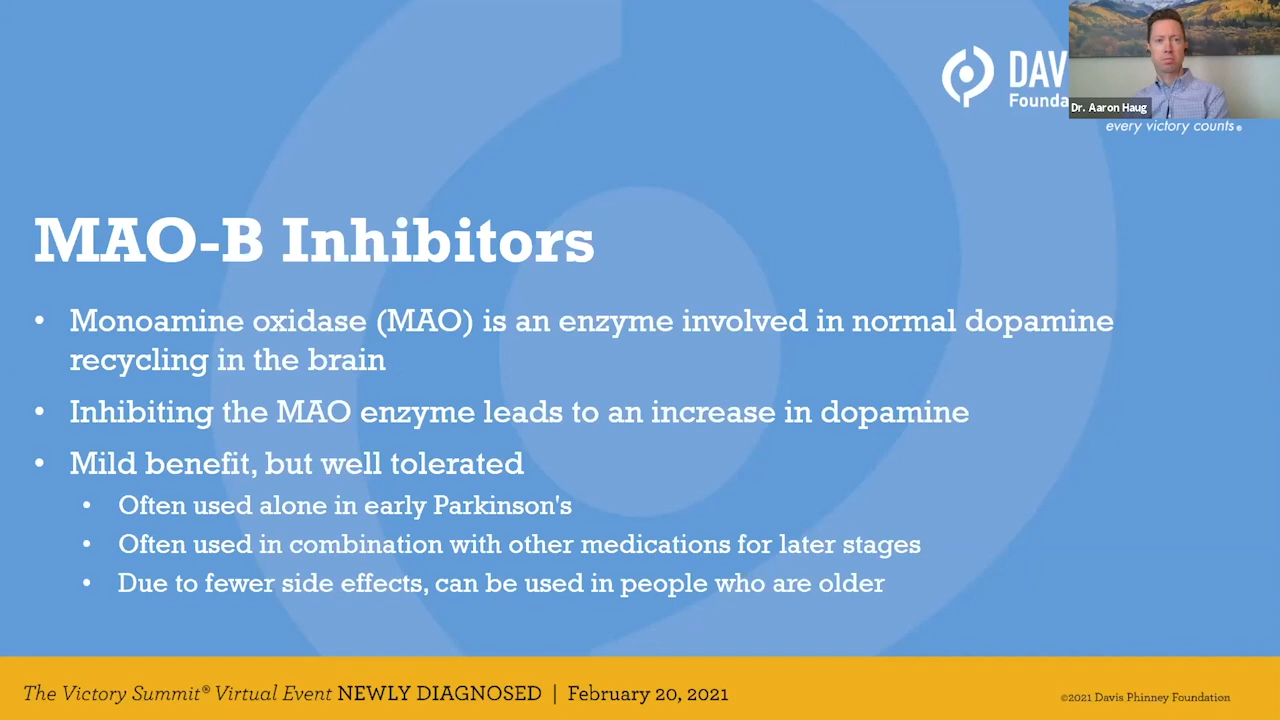 DAV
Founda
Dr. Aaron Haug
every victory counts®
MAO-B Inhibitors
• Monoamine oxidase (MAO) is an enzyme involved in normal dopamine
recycling in the brain
• Inhibiting the MAO enzyme leads to an increase in dopamine
• Mild benefit, but well tolerated
• Often used alone in early Parkinson's
• Often used in combination with other medications for later stages
• Due to fewer side effects, can be used in people who are older
The Victory Summit® Virtual Event NEWLY DIAGNOSED | February 20, 2021
©2021 Davis Phinney Foundation